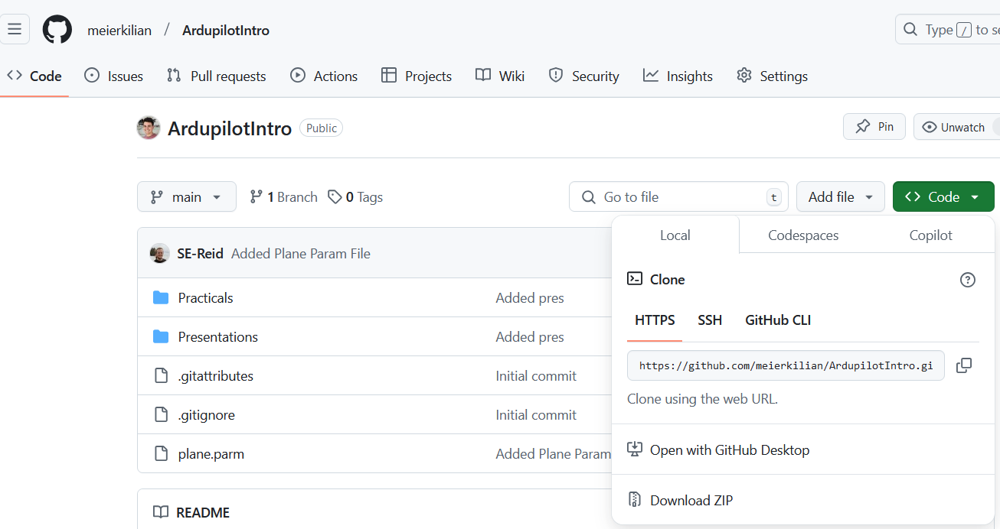 meierkilian / ArdupilotIntro
Type / to se
Code Issues Pull requests Actions Projects Wiki Security Insights Settings
ArdupilotIntro Public
Pin Unwatch
main 1 Branch 0 Tags
Go to file t Add file Code
Local Codespaces Copilot
SE-Reid Added Plane Param File
Clone
Practicals Added pres
HTTPS SSH GitHub CLI
Presentations Added pres
https://github.com/meierkilian/ArdupilotIntro.gi
.gitattributes Initial commit
Clone using the web URL.
.gitignore Initial commit
Open with GitHub Desktop
plane.parm Added Plane Param
Download ZIP
README